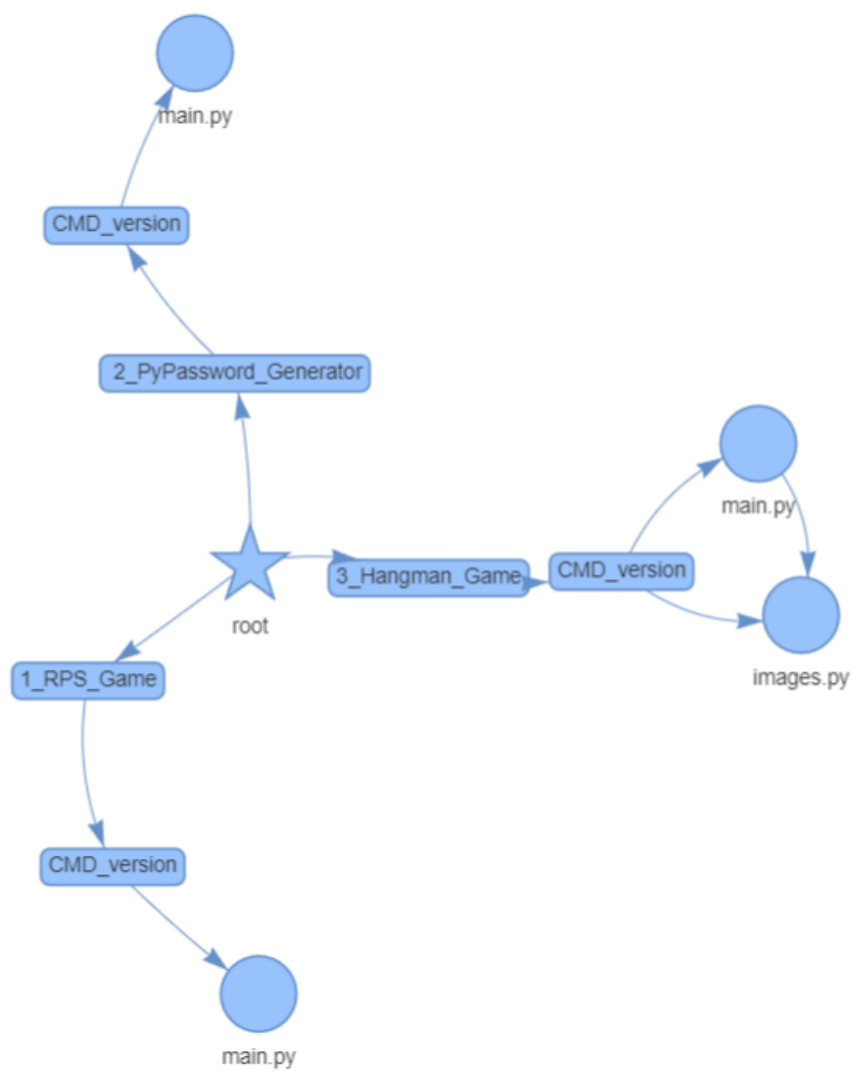 main.py
CMD_version
2_PyPassword_Generator
main.py
3_Hangman_Game
CMD_version
root
images.py
1_RPS_Game
CMD_version
main.py